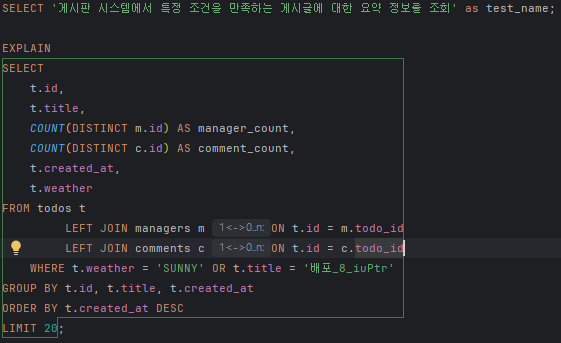 SELECT '게시판 시스템에서 특정 조건을 만족하는 게시글에 대한 요약 정보를 조회' as test_name;
EXPLAIN
SELECT
t.id,
t.title,
COUNT(DISTINCT m.id) AS manager_count,
COUNT(DISTINCT c.id) AS comment_count,
t.created_at,
t.weather
FROM todos t
LEFT JOIN managers m 1<->0..n: ON t.id = m.todo_id
LEFT JOIN comments c 1<->0..n: ON t.id = c.todo_id
WHERE t.weather = 'SUNNY' OR t.title = '배포_8_iuPtr'
GROUP BY t.id, t.title, t.created_at
ORDER BY t.created_at DESC
LIMIT 20;